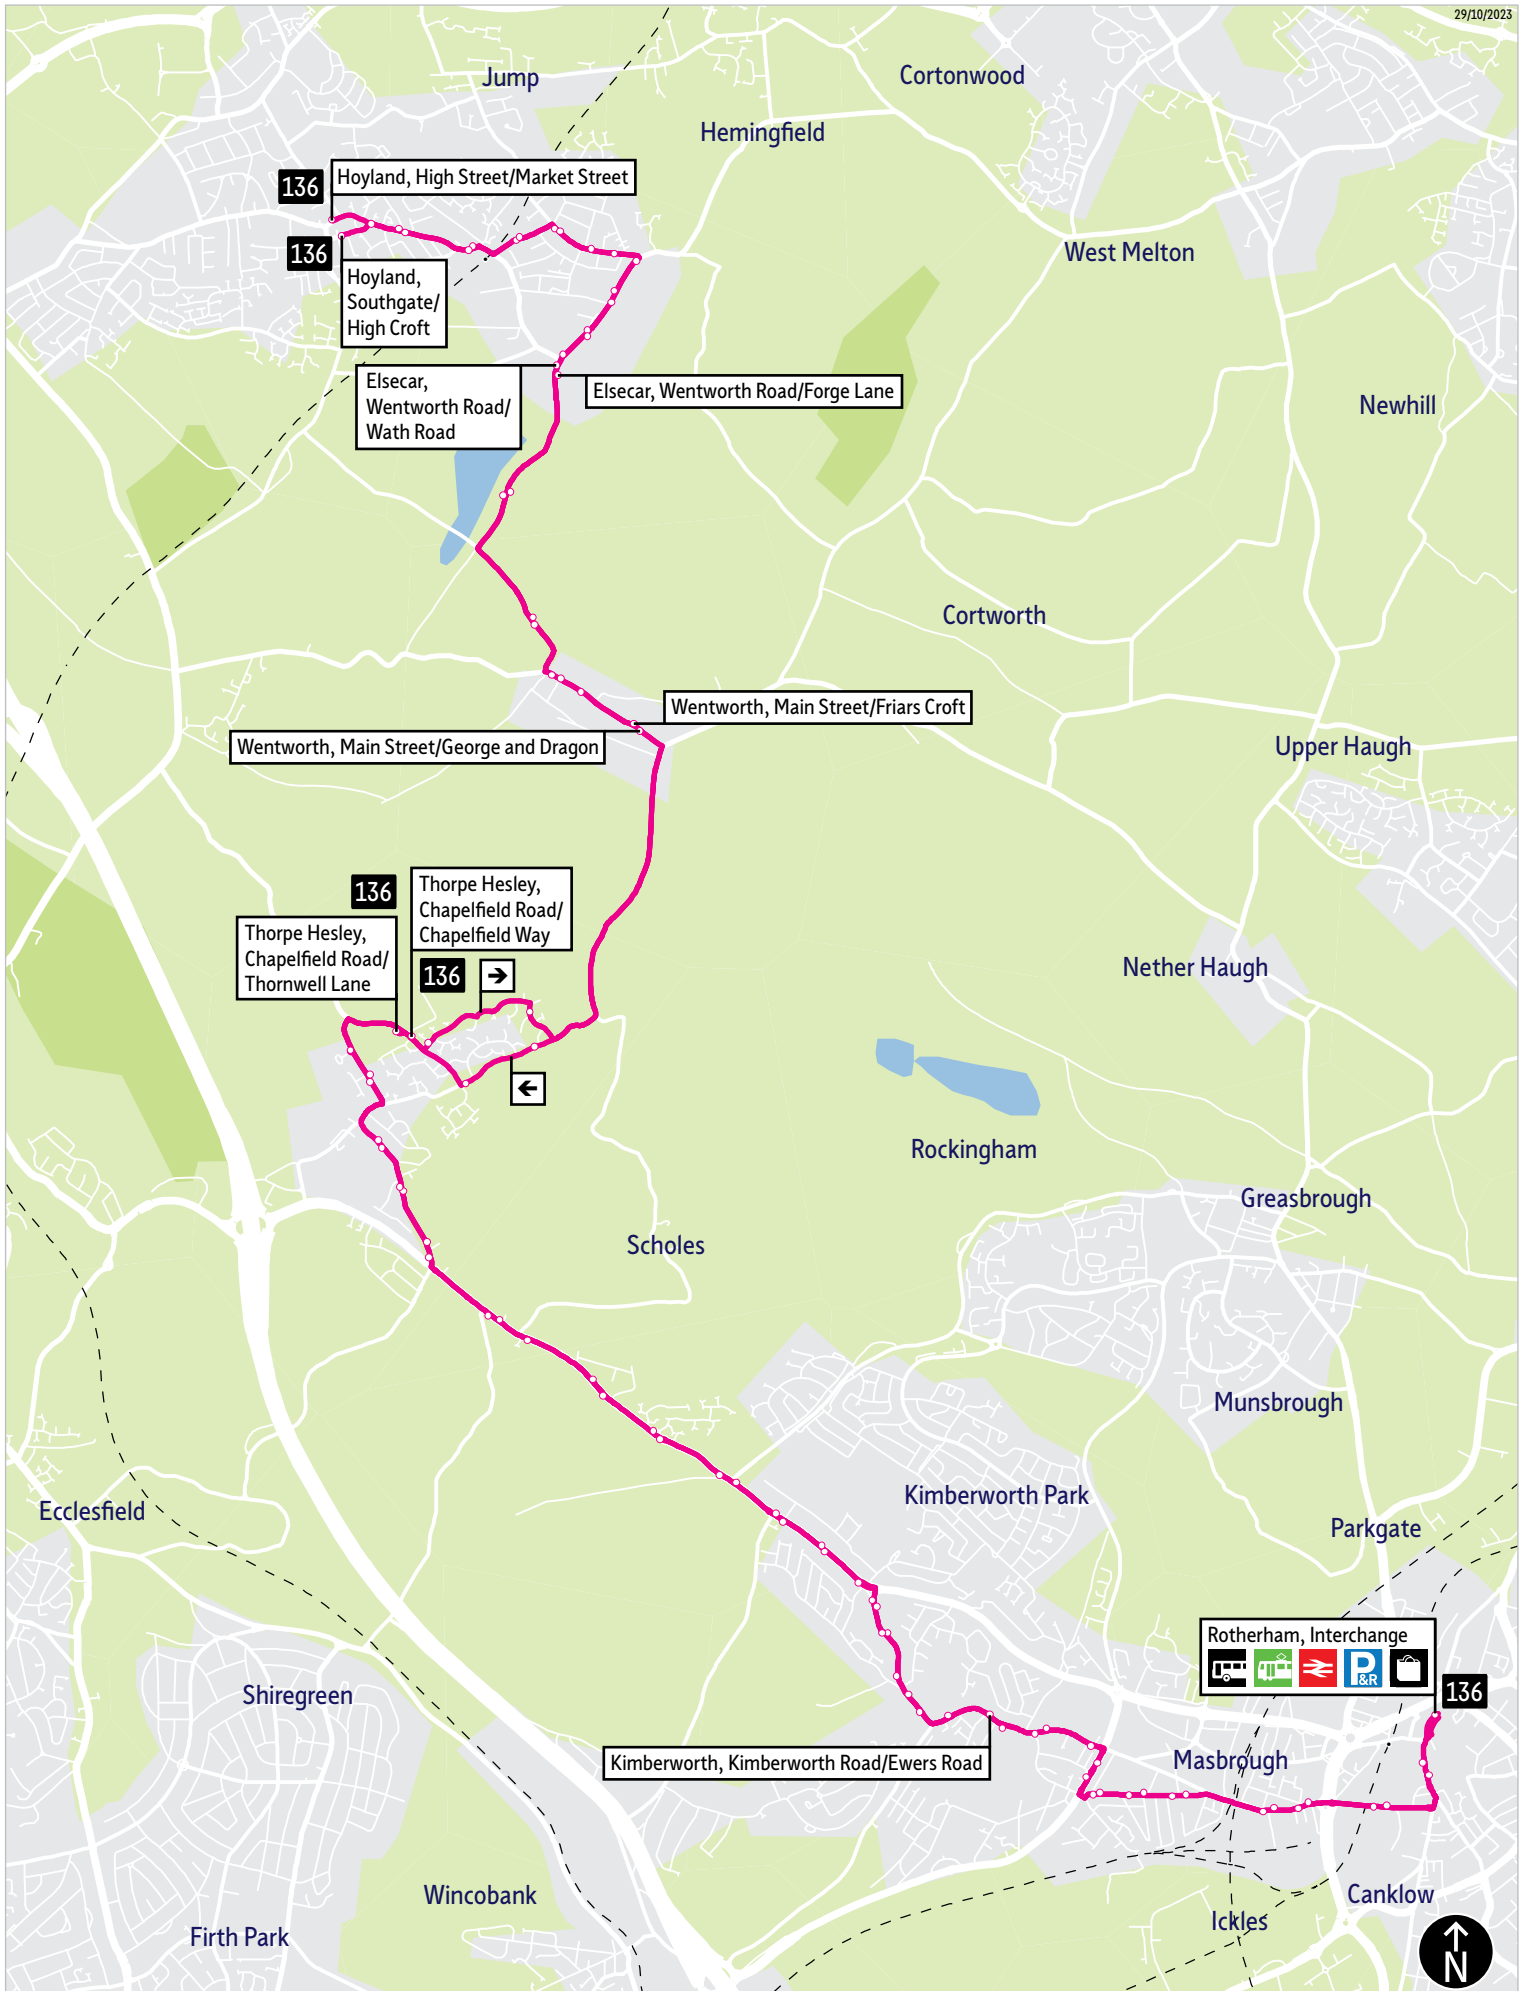 29/10/2023
Jump
Cortonwood
Hemingfield
136
Hoyland, High Street/Market Street
136
Hoyland,
Southgate/
High Croft
West Melton
Elsecar,
Wentworth Road/
Wath Road
Elsecar, Wentworth Road/Forge Lane
Newhill
Cortworth
Wentworth, Main Street/Friars Croft
Wentworth, Main Street/George and Dragon
Upper Haugh
136
Thorpe Hesley,
Chapelfield Road/
Chapelfield Way
Thorpe Hesley,
Chapelfield Road/
Thornwell Lane
136
Nether Haugh
Rockingham
Greasbrough
Scholes
Munsbrough
Kimberworth Park
Ecclesfield
Parkgate
Rotherham, Interchange
P&R
136
Shiregreen
Kimberworth, Kimberworth Road/Ewers Road
Masbrough
Wincobank
Canklow
Ickles
Firth Park
N